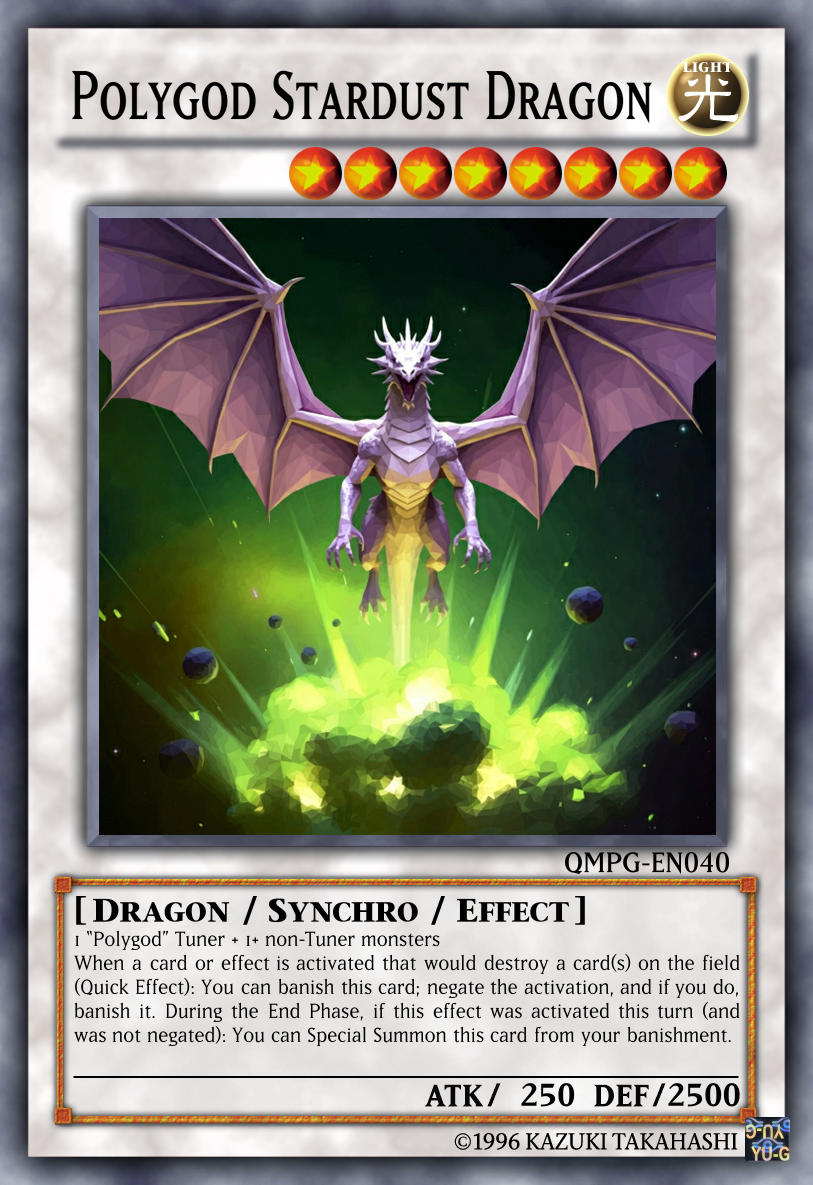 Polygod Stardust Dragon
LIGHT
光
QMPG-EN040
[ Dragon / Synchro / Effect ]
1 "Polygod" Tuner + 1+ non-Tuner monsters
When a card or effect is activated that would destroy a card(s) on the field
(Quick Effect): You can banish this card; negate the activation, and if you do,
banish it. During the End Phase, if this effect was activated this turn (and
was not negated): You can Special Summon this card from your banishment.
ATK/ 250 DEF/2500
©1996 KAZUKI TAKAHASHI
YU-G
YU-G